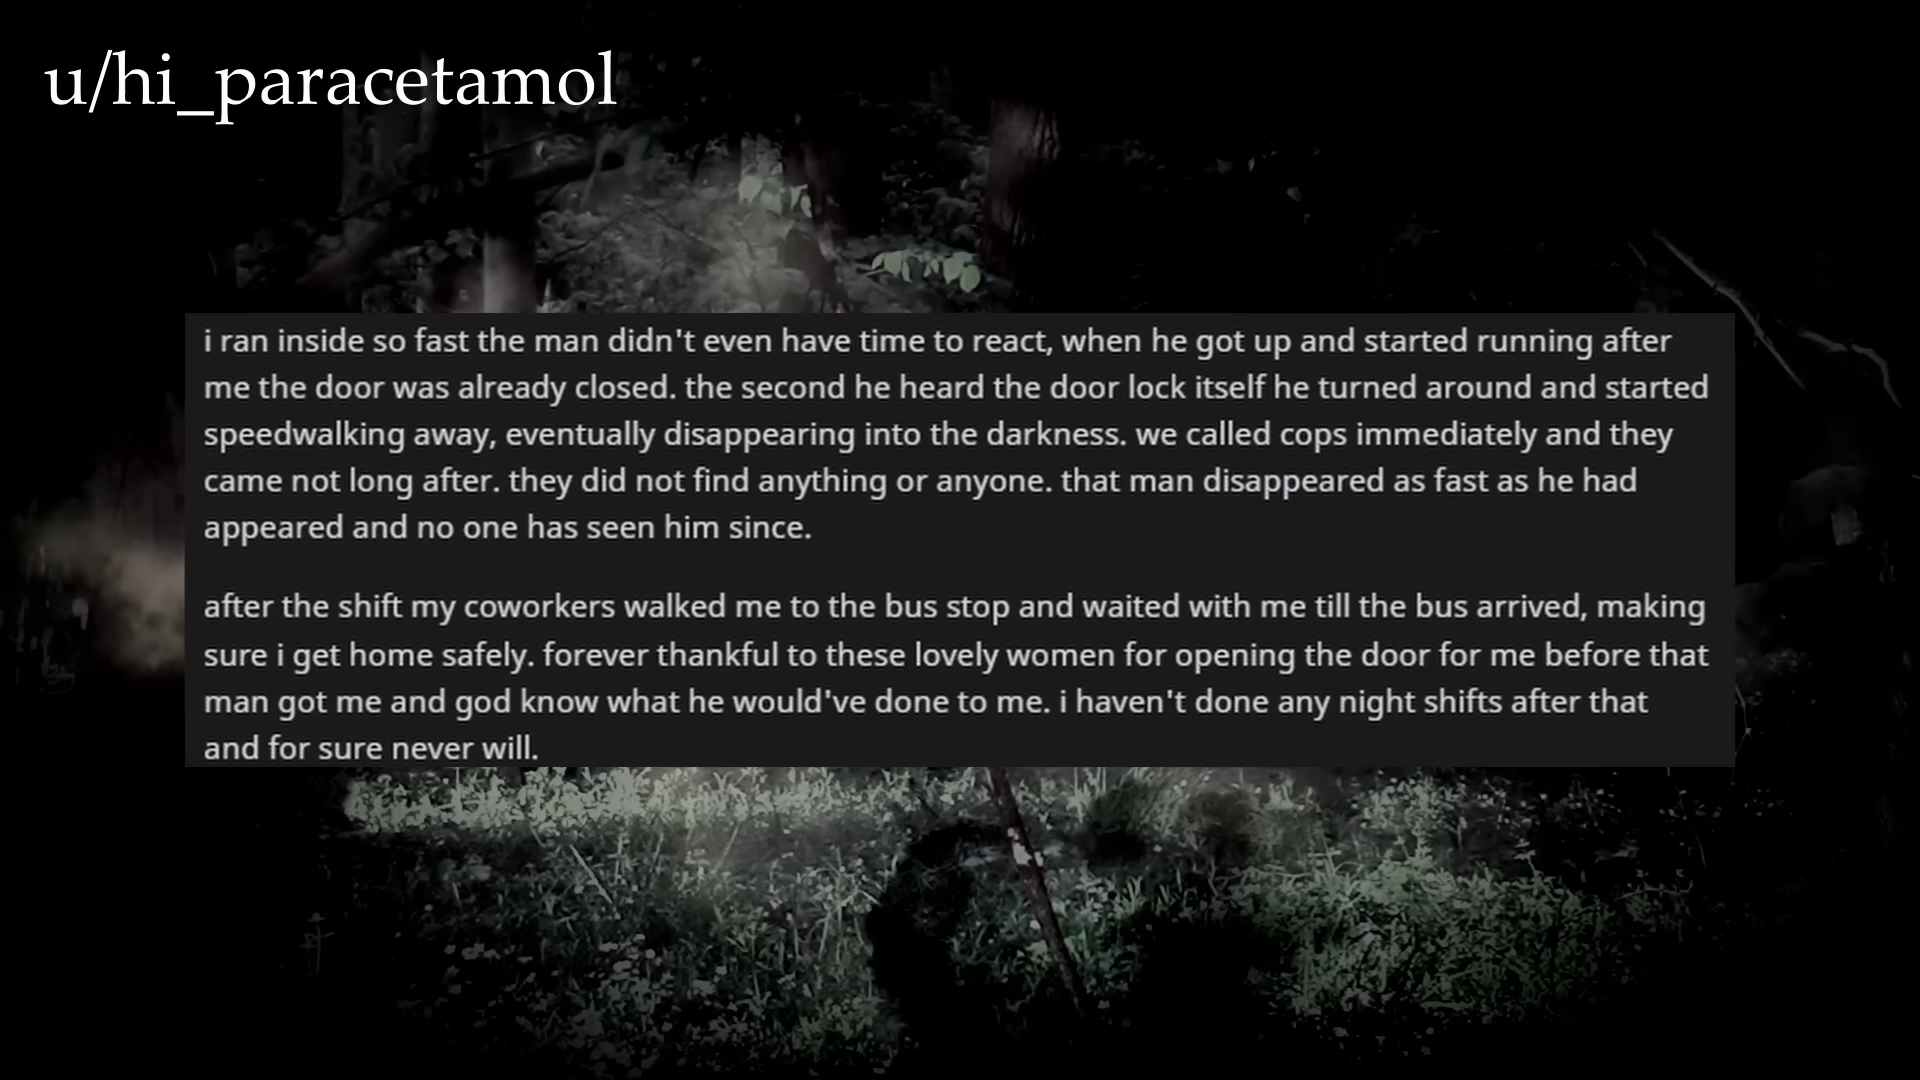 u/hi_paracetamol
i ran inside so fast the man didn't even have time to react, when he got up and started running after
me the door was already closed. the second he heard the door lock itself he turned around and started
speedwalking away, eventually disappearing into the darkness. we called cops immediately and they
came not long after. they did not find anything or anyone. that man disappeared as fast as he had
appeared and no one has seen him since.
after the shift my coworkers walked me to the bus stop and waited with me till the bus arrived, making
sure i get home safely. forever thankful to these lovely women for opening the door for me before that
man got me and god know what he would've done to me. i haven't done any night shifts after that
and for sure never will.